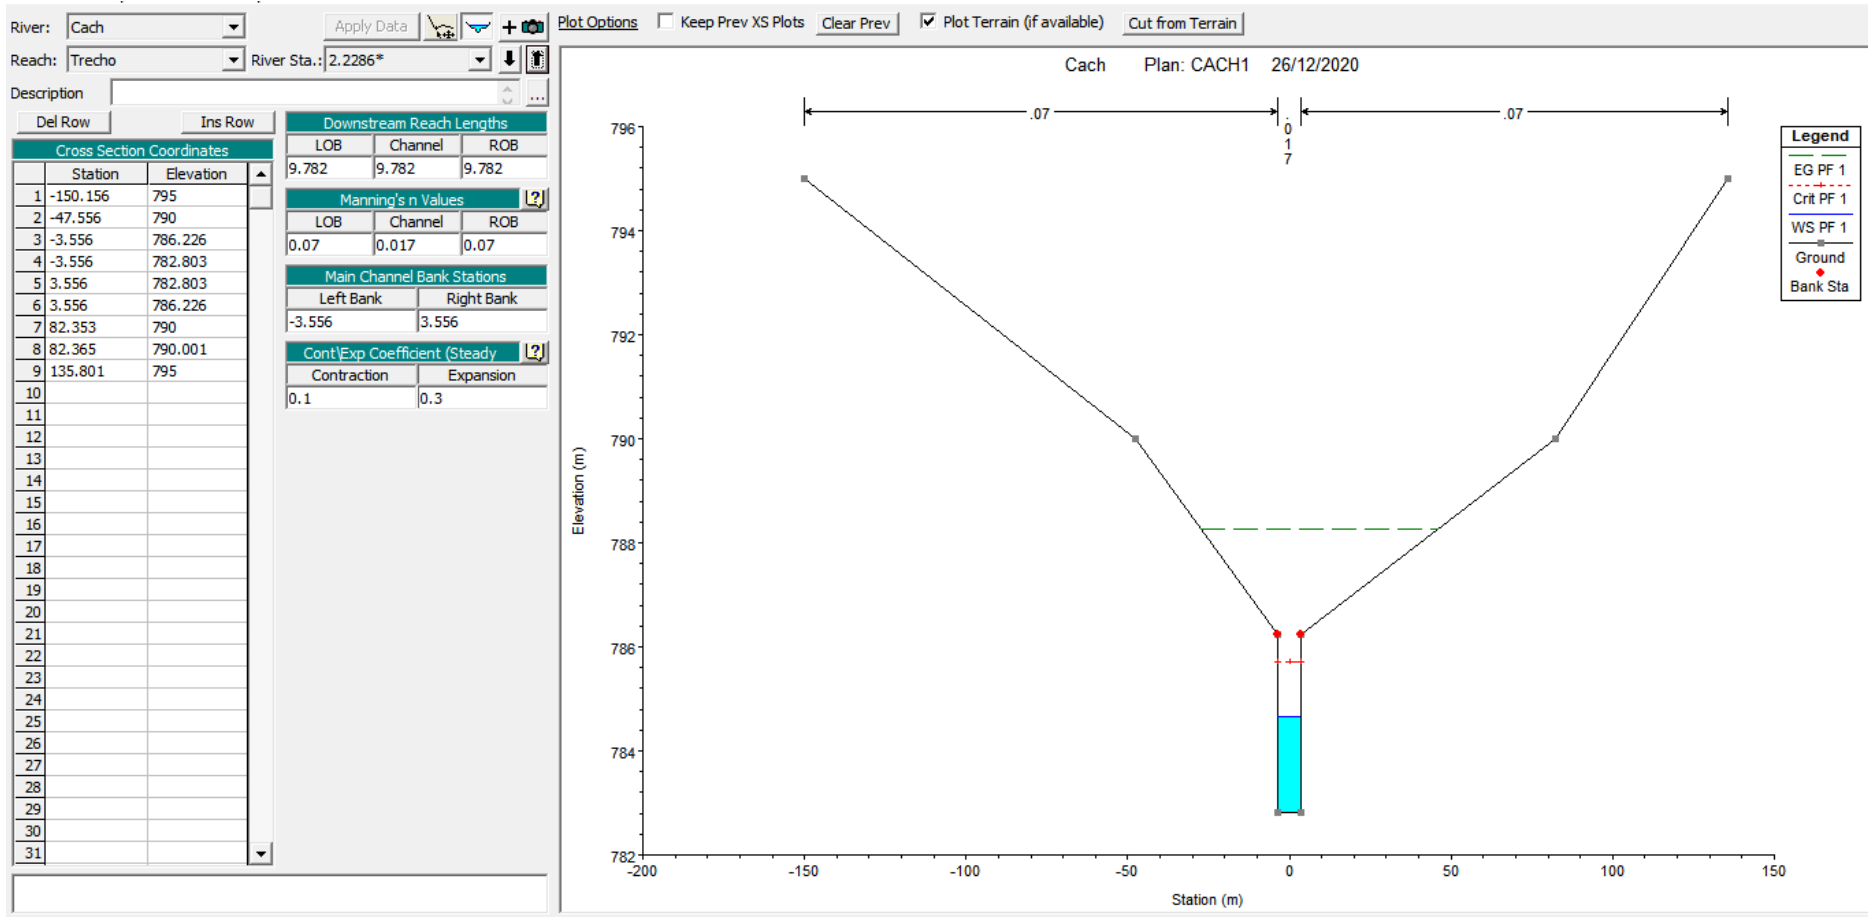 River: Cach Apply Data
Reach: Trecho River Sta.: 2.2286*
Description ...
Del Row Ins Row
Cross Section Coordinates
Station Elevation
1 -150.156 795
2 -47.556 790
3 -3.556 786.226
4 -3.556 782.803
5 3.556 782.803
6 3.556 786.226
7 82.353 790
8 82.365 790.001
9 135.801 795
10
11
12
13
14
15
16
17
18
19
20
21
22
23
24
25
26
27
28
29
30
31
Downstream Reach Lengths
LOB Channel ROB
9.782 9.782 9.782
Manning's n Values
LOB Channel ROB
0.07 0.017 0.07
Main Channel Bank Stations
Left Bank Right Bank
-3.556 3.556
Cont\Exp Coefficient (Steady
Contraction Expansion
0.1 0.3
Plot Options Keep Prev XS Plots Clear Prev Plot Terrain (if available) Cut from Terrain
Cach Plan: CACH1 26/12/2020
.07 .017 .07
Legend
EG PF 1
Crit PF 1
WS PF 1
Ground
Bank Sta
Elevation (m)
796
794
792
790
788
786
784
782
-200 -150 -100 -50 0 50 100 150
Station (m)